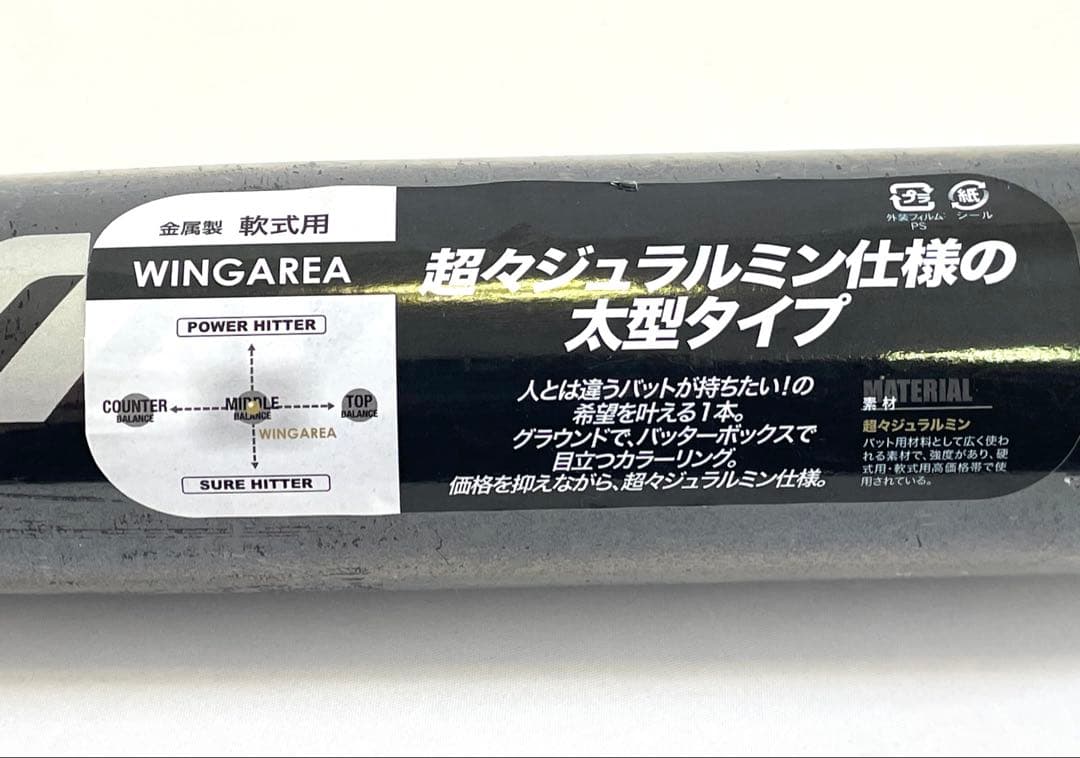 金属製 軟式用
WINGAREA
POWER HITTER
COUNTER
BALANCE
MIDDLE
BALANCE
TOP
BALANCE
WINGAREA
SURE HITTER
プラ
紙
外装フィルム:
PS
シール
超々ジュラルミン仕様の
太型タイプ
人とは違うバットが持ちたい!の
希望を叶える1本。
グラウンドで、バッターボックスで
目立つカラーリング。
価格を抑えながら、超々ジュラルミン仕様。
MATERIAL
素材
超々ジュラルミン
バット用材料として広く使わ
れる素材で、強度があり、硬
式用・軟式用高価格帯で使
用されている。